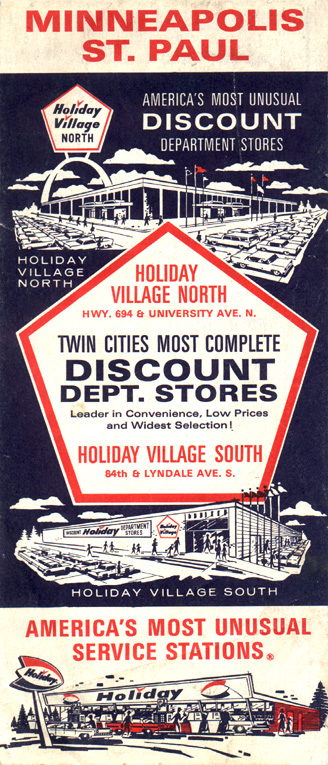 MINNEAPOLIS
ST. PAUL
Holiday
Village
NORTH
AMERICA'S MOST UNUSUAL
DISCOUNT
DEPARTMENT STORES
HOLIDAY
VILLAGE
NORTH
HOLIDAY
VILLAGE NORTH
HWY. 694 & UNIVERSITY AVE. N.
TWIN CITIES MOST COMPLETE
DISCOUNT
DEPT. STORES
Leader in Convenience, Low Prices
and Widest Selection!
HOLIDAY VILLAGE SOUTH
84th & LYNDALE AVE. S.
DISCOUNT Holiday DEPARTMENT
STORES
Holiday
Village
HOLIDAY VILLAGE SOUTH
AMERICA'S MOST UNUSUAL
SERVICE STATIONS®
Holiday
Holiday